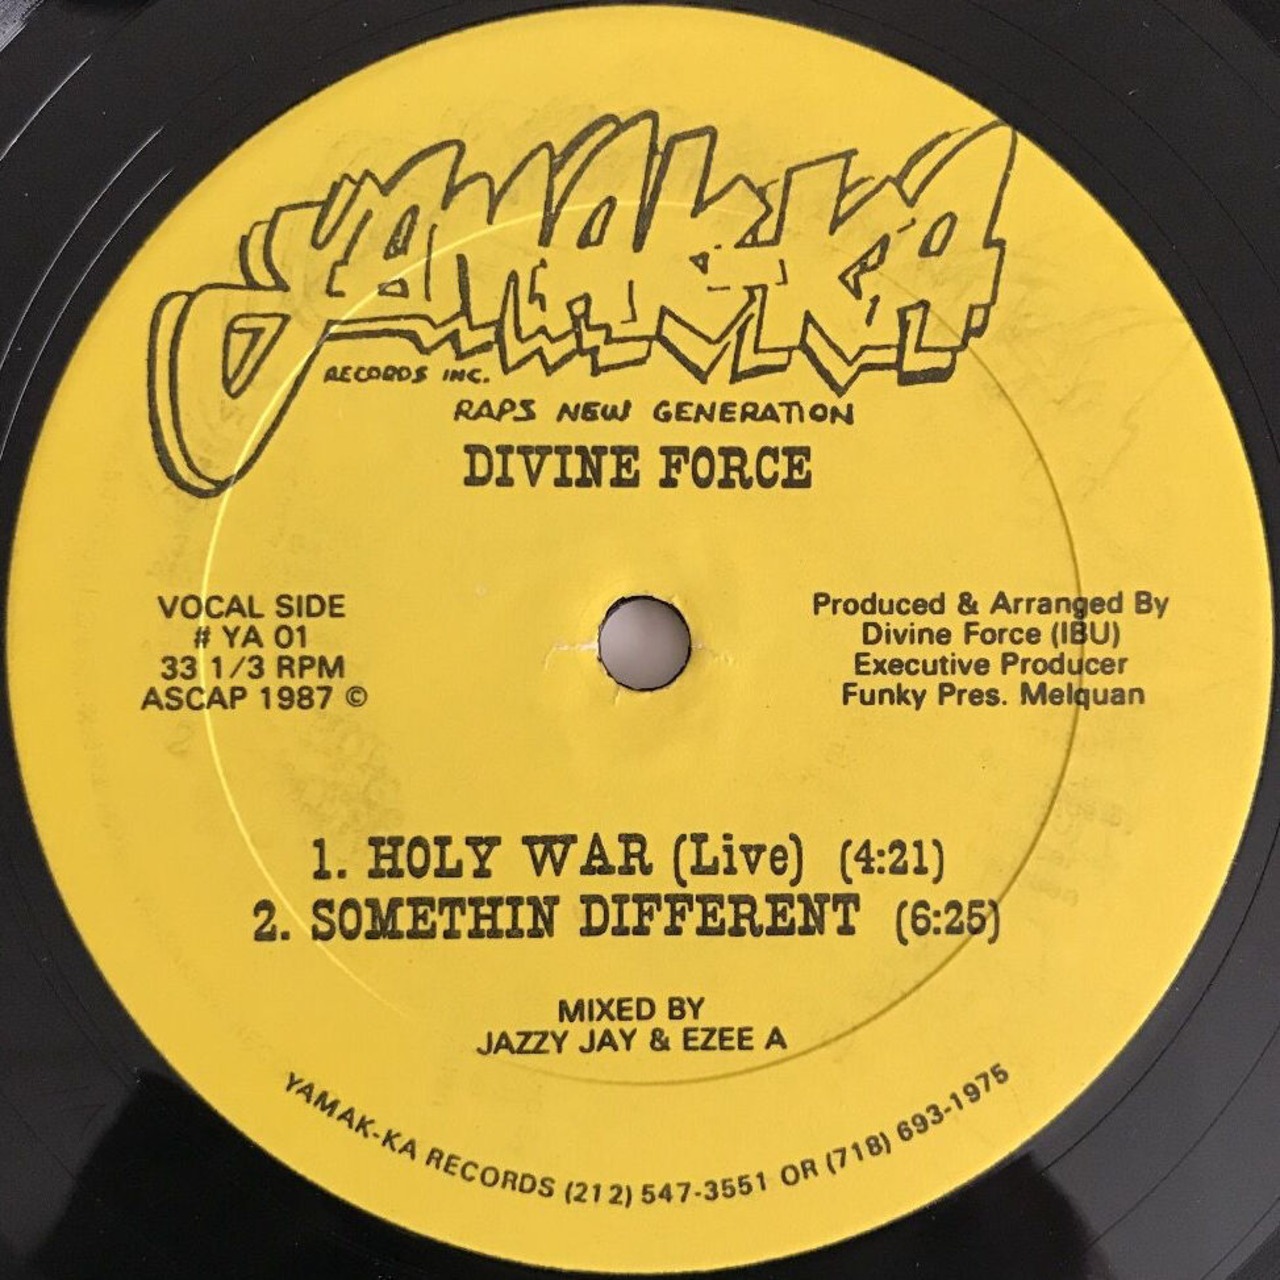 YAMAK-KA
RECORDS INC.
RAPS NEW GENERATION
DIVINE FORCE
VOCAL SIDE
# YA 01
33 1/3 RPM
ASCAP 1987 ©
Produced & Arranged By
Divine Force (IBU)
Executive Producer
Funky Pres. Melquan
1. HOLY WAR (Live) (4:21)
2. SOMETHIN DIFFERENT (6:25)
MIXED BY
JAZZY JAY & EZEE A
YAMAK-KA RECORDS (212) 547-3551 OR (718) 693-1975